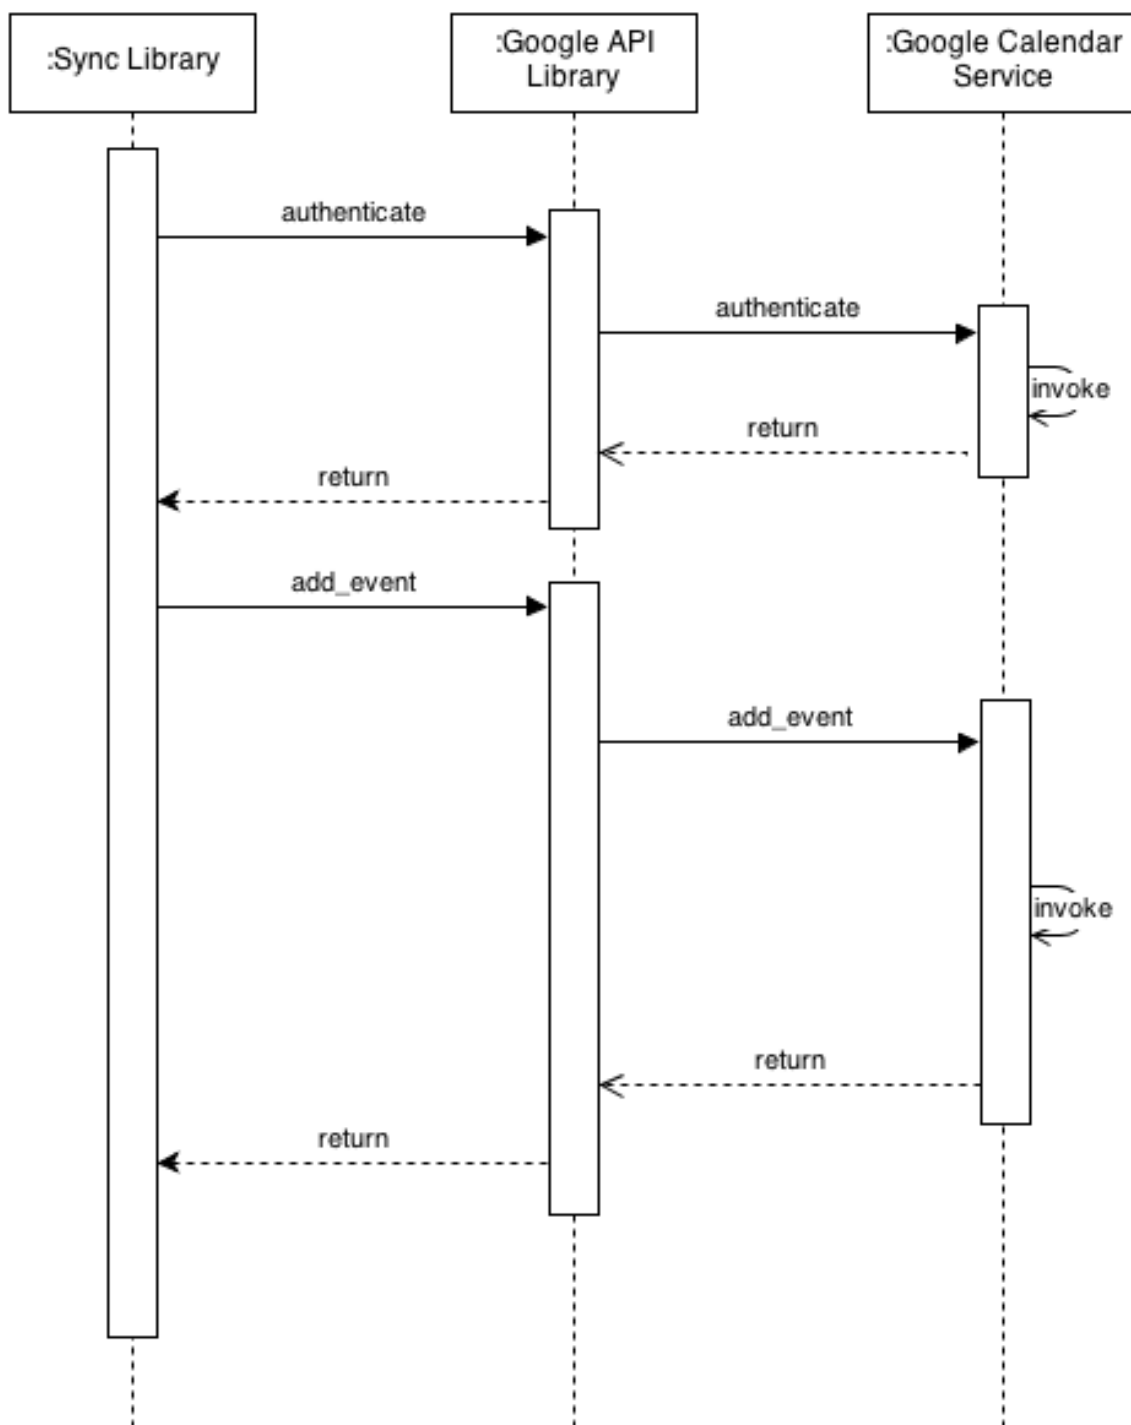 :Sync Library
:Google API
Library
:Google Calendar
Service
authenticate
authenticate
invoke
return
return
add_event
add_event
invoke
return
return